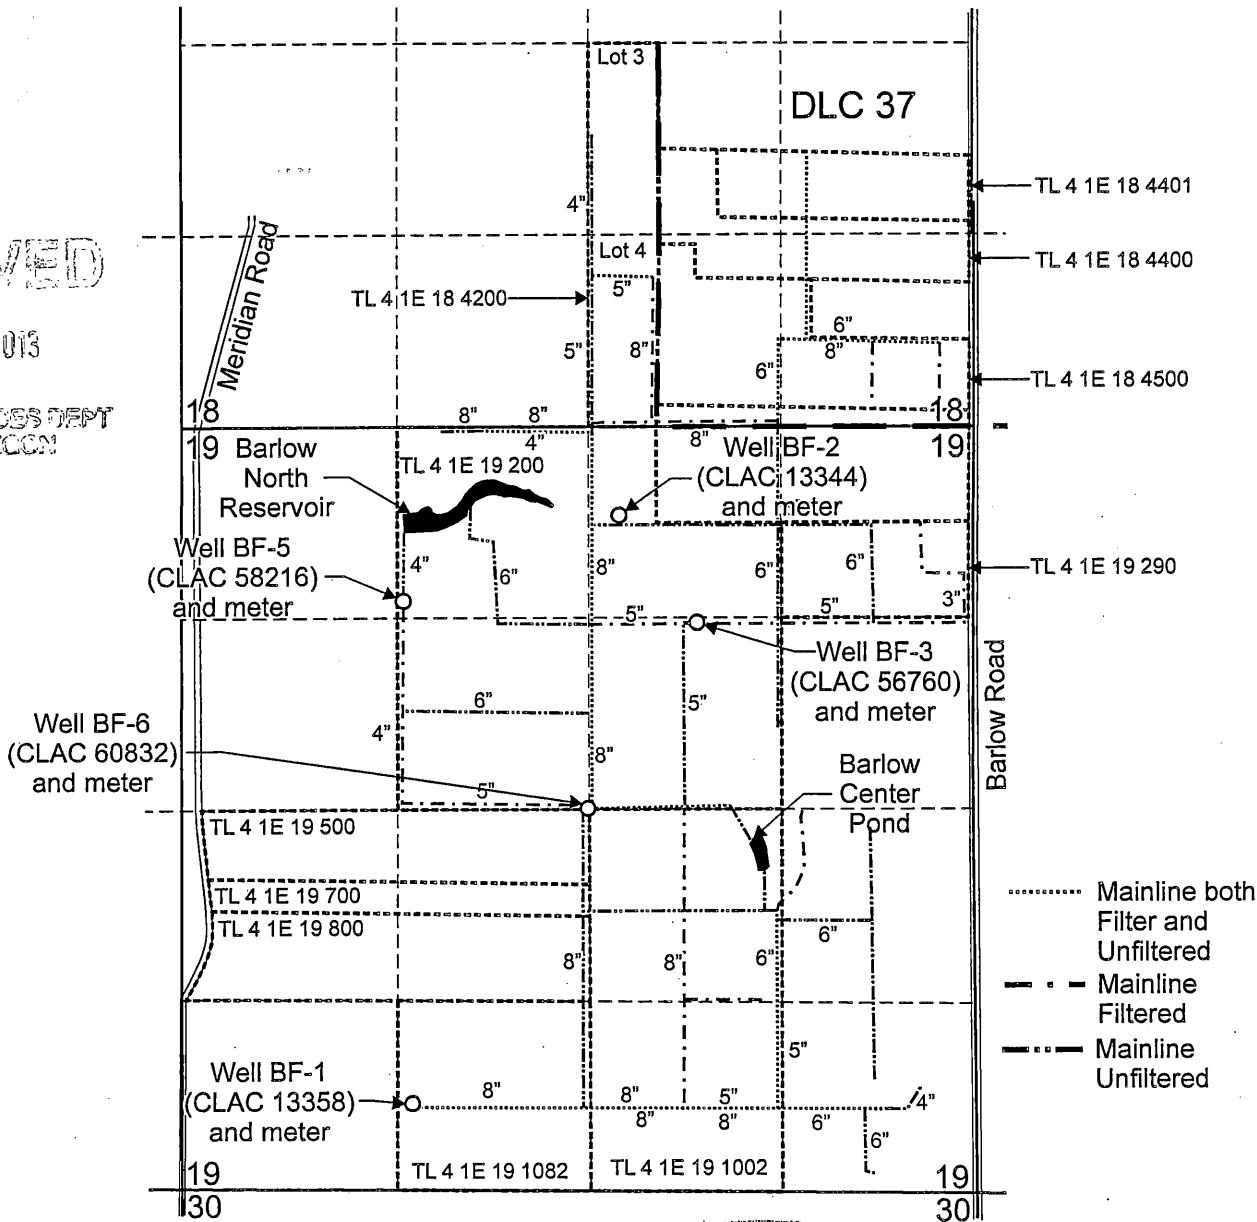 Lot 3
DLC 37
TL 4 1E 18 4401
4"
Meridian Road
Lot 4
TL 4 1E 18 4400
5"
TL 4 1E 18 4200
6"
013
5"
8"
8"
6"
TL 4 1E 18 4500
18
18
8"
8"
DEPT
19
4"
8"
19
Barlow
North
Reservoir
TL 4 1E 19 200
Well BF-2
(CLAC 13344)
and meter
Well BF-5
(CLAC 58216)
and meter
4"
6"
8"
6"
6"
TL 4 1E 19 290
3"
5"
5"
Well BF-3
(CLAC 56760)
and meter
Barlow Road
6"
5"
Well BF-6
(CLAC 60832)
and meter
4"
8"
Barlow
Center
Pond
5"
TL 4 1E 19 500
TL 4 1E 19 700
TL 4 1E 19 800
6"
8"
8"
6"
Mainline both
Filter and
Unfiltered
Mainline
Filtered
Mainline
Unfiltered
5"
Well BF-1
(CLAC 13358)
and meter
8"
8"
5"
4"
8"
8"
6"
6"
TL 4 1E 19 1082
TL 4 1E 19 1002
19
19
30
30